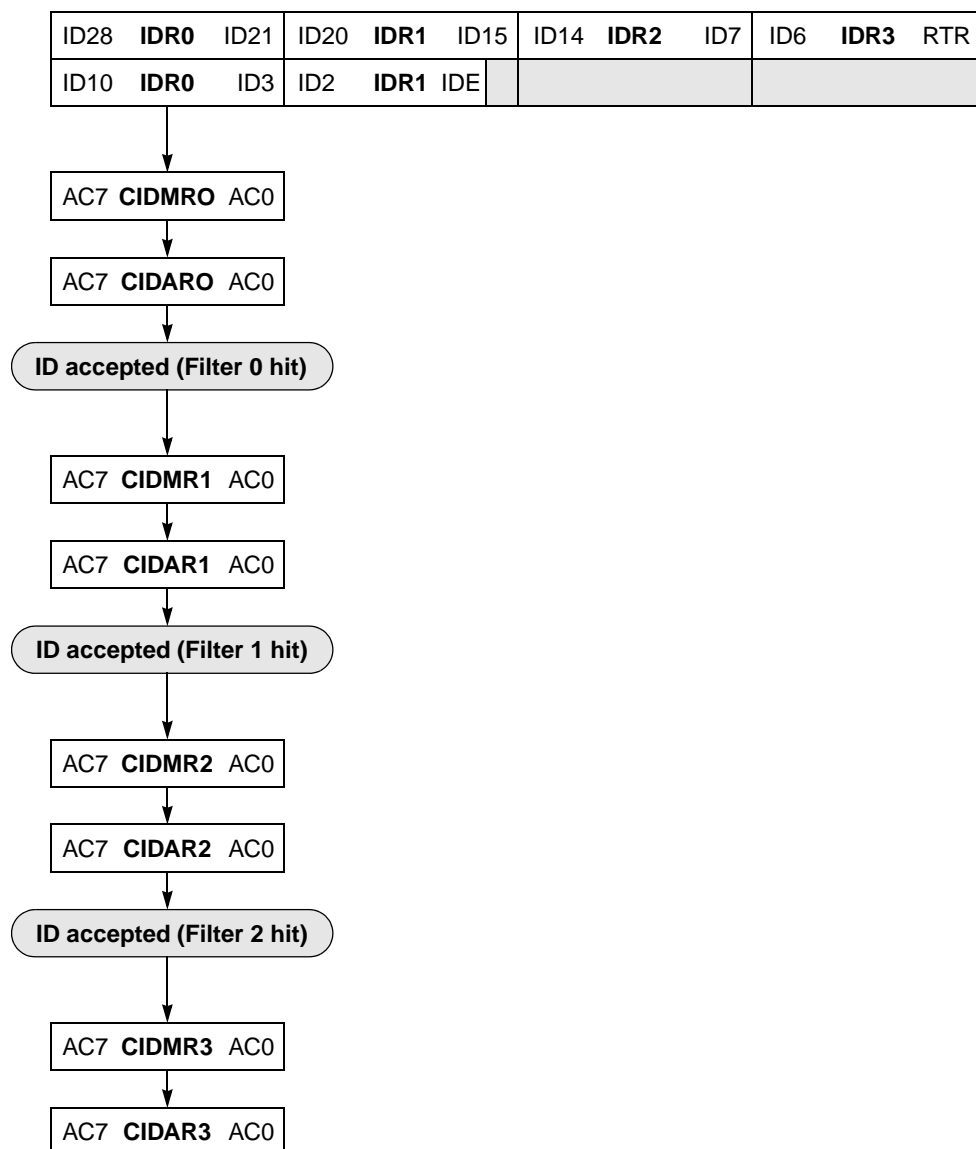 ID28 IDR0 ID21 ID20 IDR1 ID15 ID14 IDR2 ID7 ID6 IDR3 RTR
ID10 IDR0 ID3 ID2 IDR1 IDE
AC7 CIDMRO AC0
AC7 CIDARO AC0
ID accepted (Filter 0 hit)
AC7 CIDMR1 AC0
AC7 CIDAR1 AC0
ID accepted (Filter 1 hit)
AC7 CIDMR2 AC0
AC7 CIDAR2 AC0
ID accepted (Filter 2 hit)
AC7 CIDMR3 AC0
AC7 CIDAR3 AC0